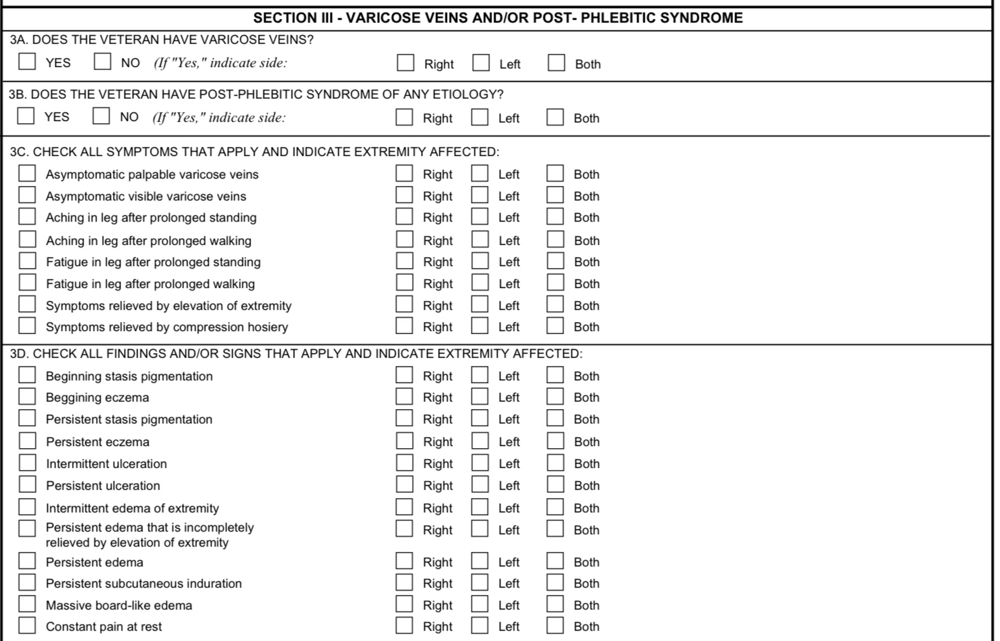 SECTION III - VARICOSE VEINS AND/OR POST- PHLEBITIC SYNDROME
3A. DOES THE VETERAN HAVE VARICOSE VEINS?
YES NO (If "Yes," indicate side: Right Left Both
3B. DOES THE VETERAN HAVE POST-PHLEBITIC SYNDROME OF ANY ETIOLOGY?
YES NO (If "Yes," indicate side: Right Left Both
3C. CHECK ALL SYMPTOMS THAT APPLY AND INDICATE EXTREMITY AFFECTED:
Asymptomatic palpable varicose veins Right Left Both
Asymptomatic visible varicose veins Right Left Both
Aching in leg after prolonged standing Right Left Both
Aching in leg after prolonged walking Right Left Both
Fatigue in leg after prolonged standing Right Left Both
Fatigue in leg after prolonged walking Right Left Both
Symptoms relieved by elevation of extremity Right Left Both
Symptoms relieved by compression hosiery Right Left Both
3D. CHECK ALL FINDINGS AND/OR SIGNS THAT APPLY AND INDICATE EXTREMITY AFFECTED:
Beginning stasis pigmentation Right Left Both
Beggining eczema Right Left Both
Persistent stasis pigmentation Right Left Both
Persistent eczema Right Left Both
Intermittent ulceration Right Left Both
Persistent ulceration Right Left Both
Intermittent edema of extremity Right Left Both
Persistent edema that is incompletely Right Left Both
relieved by elevation of extremity
Persistent edema Right Left Both
Persistent subcutaneous induration Right Left Both
Massive board-like edema Right Left Both
Constant pain at rest Right Left Both